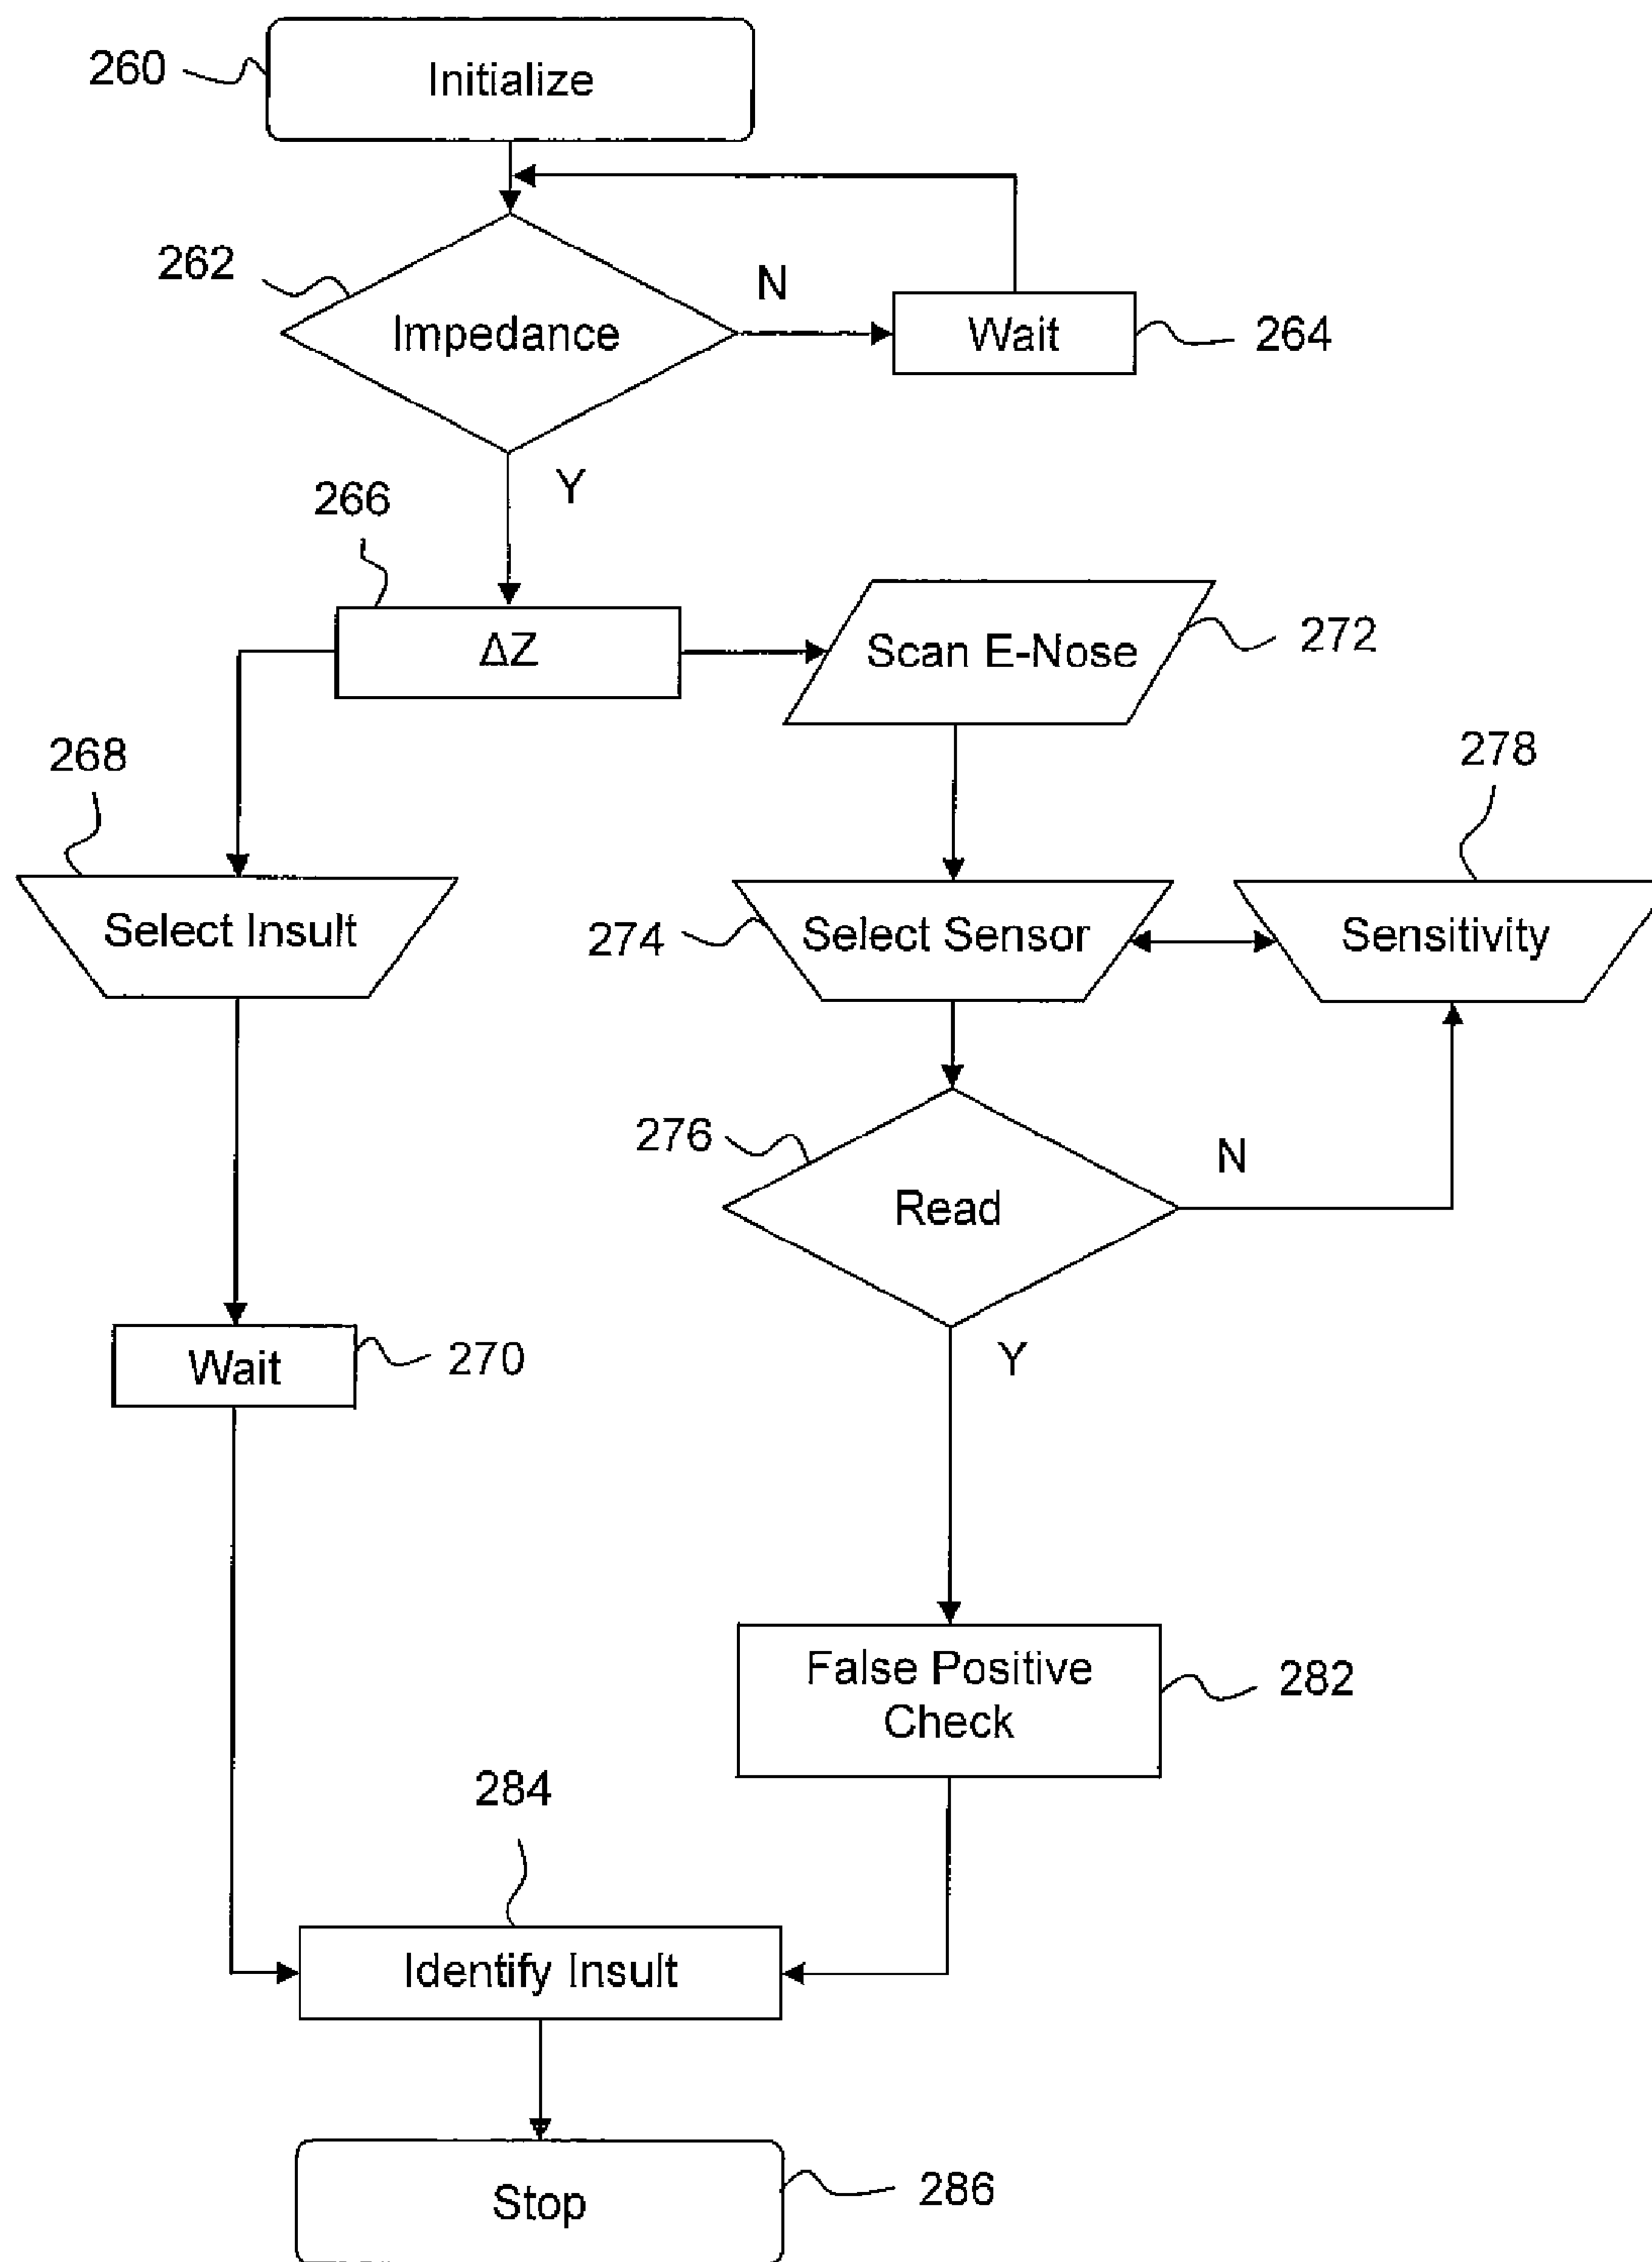 260
Initialize
262
Impedance
N
Wait
264
Y
266
ΔZ
Scan E-Nose
272
268
278
Select Insult
274
Select Sensor
Sensitivity
276
Read
N
Wait
270
Y
False Positive
Check
282
284
Identify Insult
Stop
286